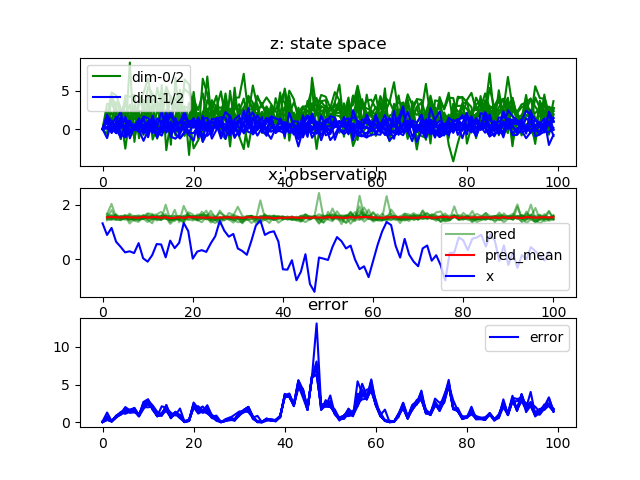 z: state space
dim-0/2
dim-1/2
5
0
0 20 40 60 80 100
x: observation
2
0
pred
pred_mean
x
0 20 40 60 80 100
error
error
10
5
0
0 20 40 60 80 100